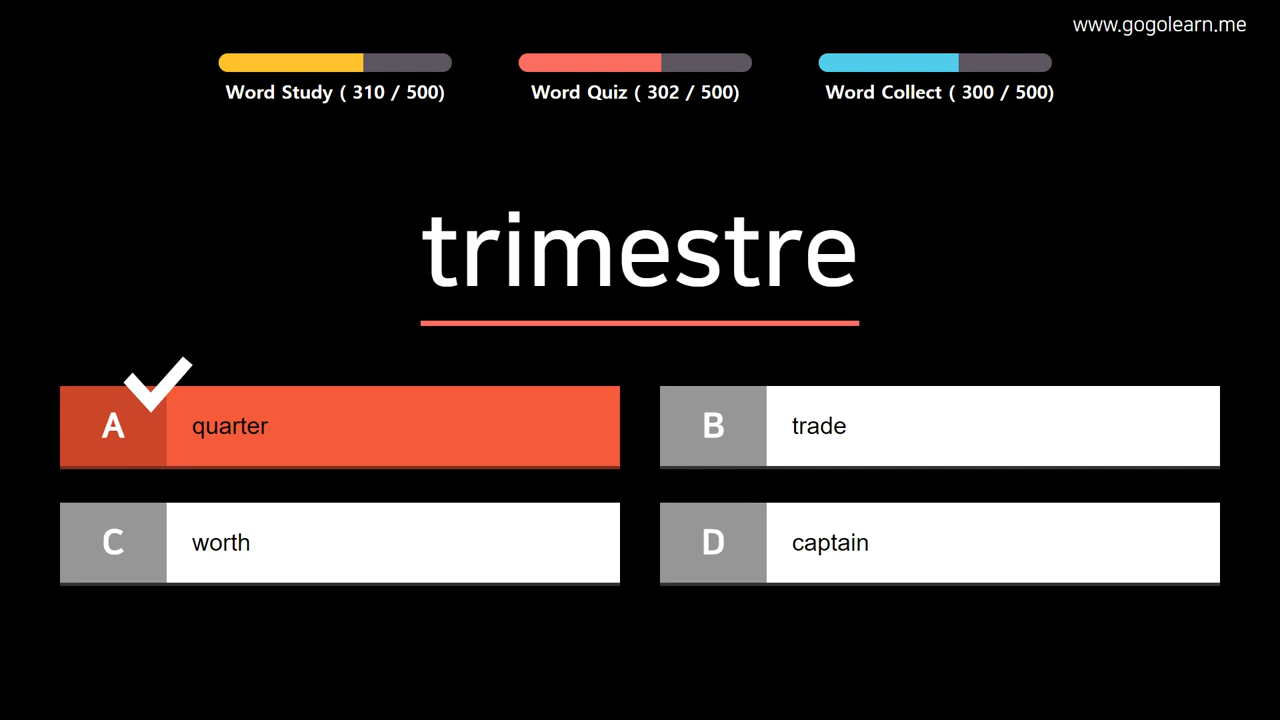 www.gogolearn.me
Word Study ( 310 / 500)
Word Quiz ( 302 / 500)
Word Collect ( 300 / 500)
trimestre
A quarter
B trade
C worth
D captain